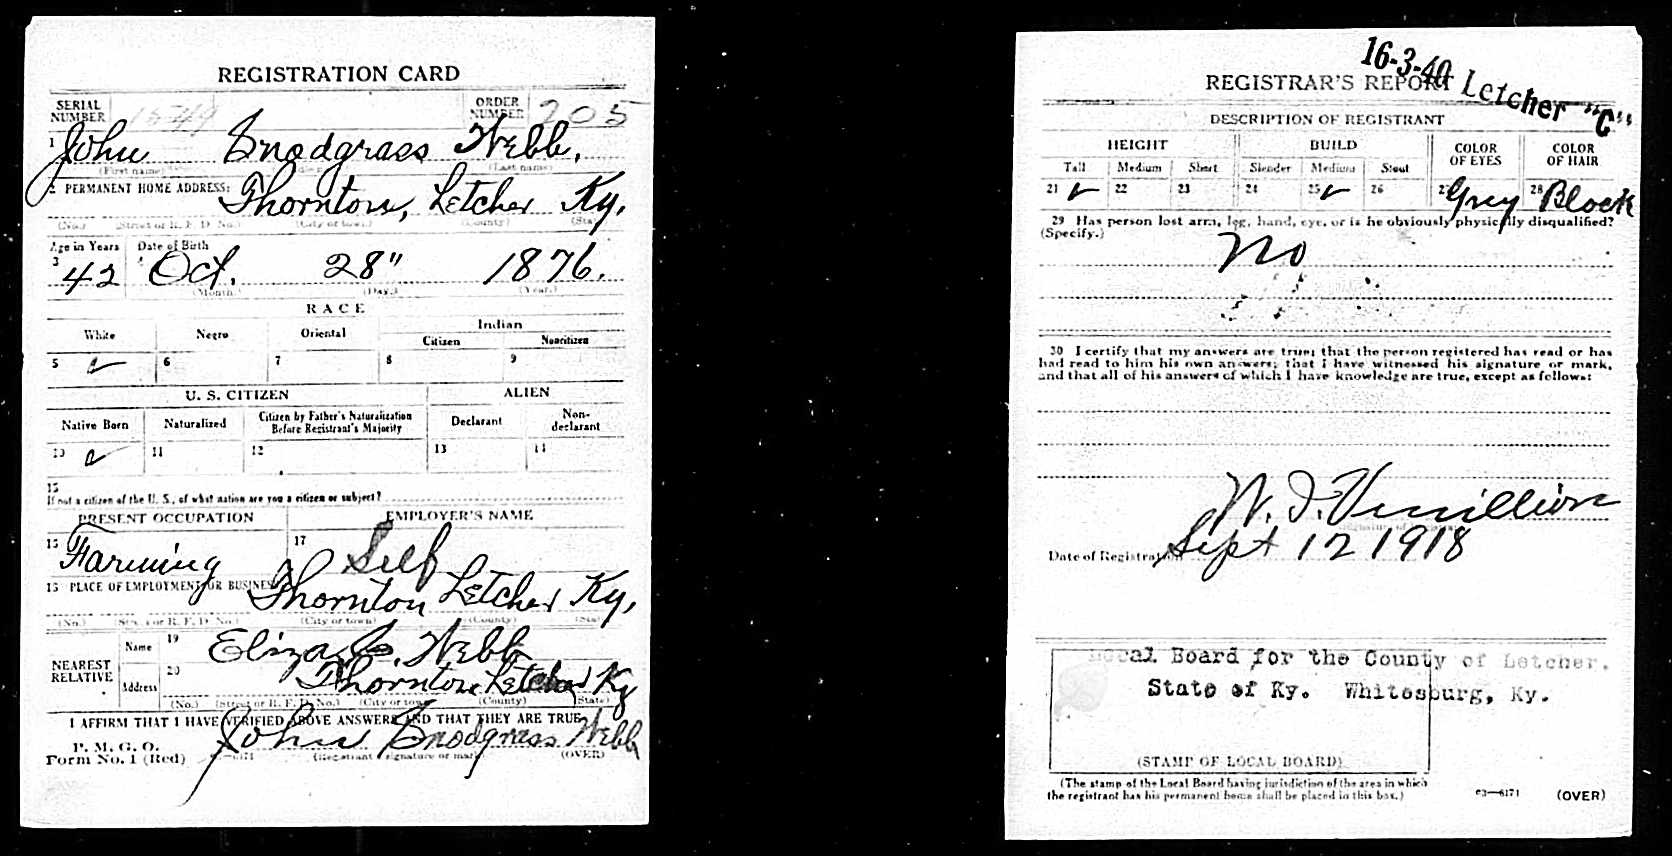 REGISTRATION CARD
SERIAL NUMBER 1549 ORDER NUMBER 205
1 John Snodgrass Webb.
(First name) (Last name)
2 PERMANENT HOME ADDRESS: Thornton, Letcher Ky.
(No.) (Street or R. F. D. No.) (City or town) (County) (State)
Age in Years Date of Birth
3 42 4 Oct. 28" 1876.
(Month.) (Day.) (Year.)
RACE
White Negro Oriental Indian
Citizen Noncitizen
5 ✓ 6 7 8 9
U. S. CITIZEN ALIEN
Native Born Naturalized Citizen by Father's Naturalization Before Registrant's Majority Declarant Non-declarant
10 ✓ 11 12 13 14
15
If not a citizen of the U. S., of what nation are you a citizen or subject?
PRESENT OCCUPATION EMPLOYER'S NAME
16 Farming 17 Self
18 PLACE OF EMPLOYMENT OR BUSINESS: Thornton Letcher Ky.
(No.) (Street or R. F. D. No.) (City or town) (County) (State)
NEAREST RELATIVE Name 19 Eliza Webb
Address 20 Thornton Letcher Ky
(No.) (Street or R. F. D. No.) (City or town) (County) (State)
I AFFIRM THAT I HAVE VERIFIED ABOVE ANSWERS AND THAT THEY ARE TRUE
P. M. G. O.
Form No. 1 (Red) John Snodgrass Webb
(Registrant's signature or mark) (OVER)
16-3-40 Letcher "C"
REGISTRAR'S REPORT
DESCRIPTION OF REGISTRANT
HEIGHT BUILD COLOR OF EYES COLOR OF HAIR
Tall Medium Short Slender Medium Stout
21 ✓ 22 23 24 25 ✓ 26 27 Grey 28 Black
29 Has person lost arm, leg, hand, eye, or is he obviously physically disqualified?
(Specify.)
No
30 I certify that my answers are true; that the person registered has read or has
had read to him his own answers; that I have witnessed his signature or mark,
and that all of his answers of which I have knowledge are true, except as follows:
W. J. Vermillion
Date of Registration Sept 12 1918
Local Board for the County of Letcher.
State of Ky. Whitesburg, Ky.
(STAMP OF LOCAL BOARD)
(The stamp of the Local Board having jurisdiction of the area in which
the registrant has his permanent home shall be placed in this box.)
03—6171 (OVER)